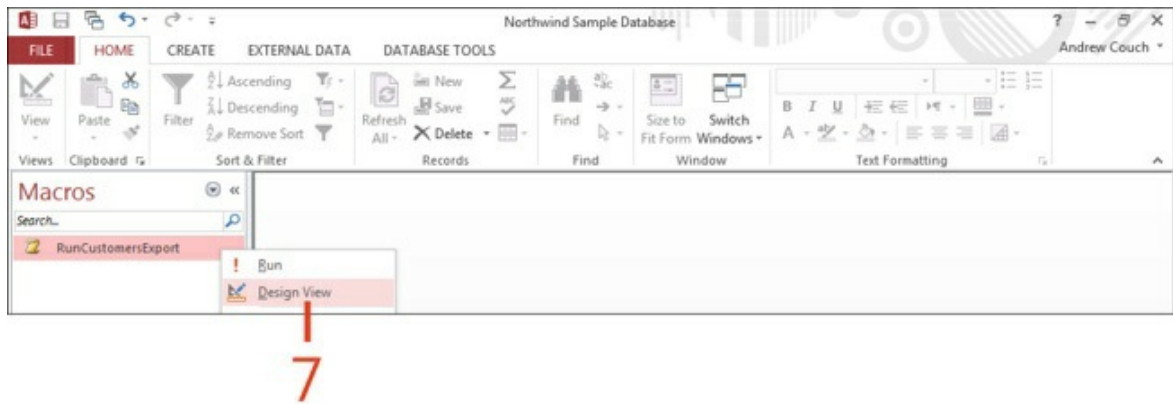 Northwind Sample Database
?
FILE HOME CREATE EXTERNAL DATA DATABASE TOOLS Andrew Couch
View
Paste
Filter
Ascending
Descending
Remove Sort
Refresh All
New
Save
Delete
Find
Size to Fit Form
Switch Windows
B I U
A
Views Clipboard Sort & Filter Records Find Window Text Formatting
Macros
Search...
RunCustomersExport
Run
Design View
7